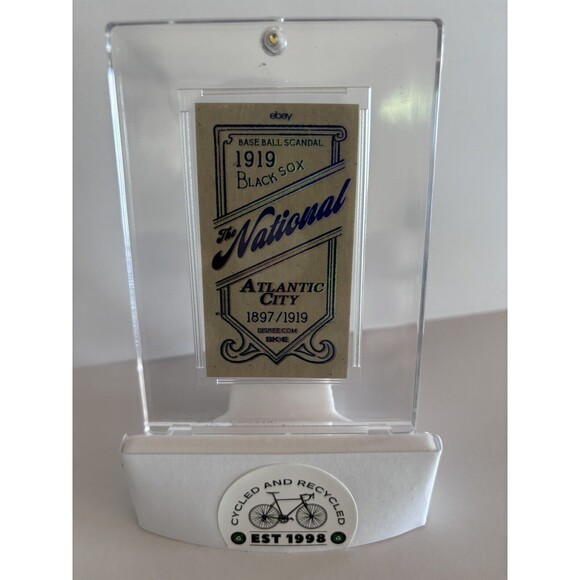 ebay
BASE BALL SCANDAL
1919
BLACK SOX
The National
ATLANTIC
CITY
1897/1919
CYCLED AND RECYCLED
EST 1998